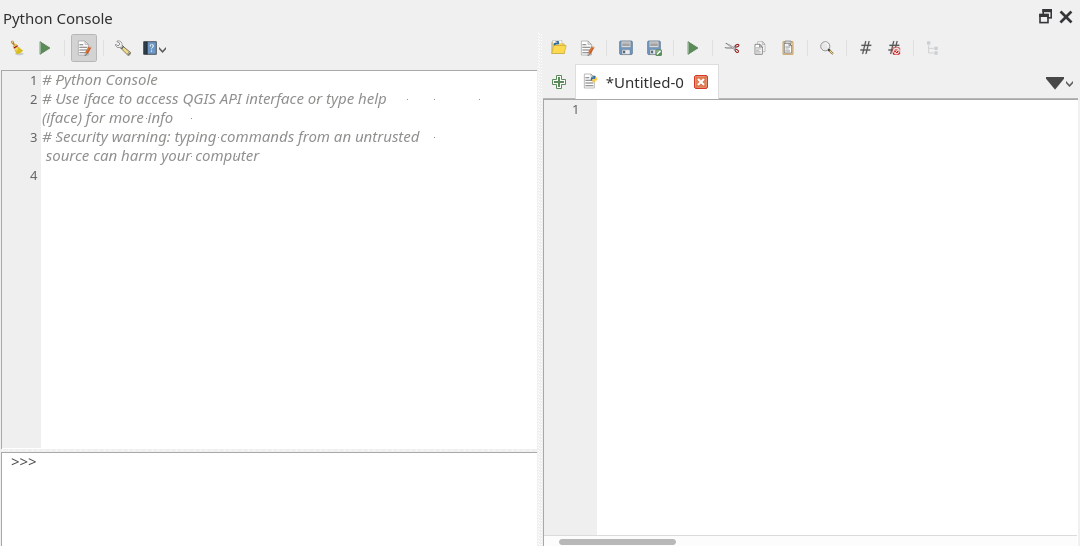 Python Console
1 # Python Console
2 # Use iface to access QGIS API interface or type help
(iface) for more info
3 # Security warning: typing commands from an untrusted
source can harm your computer
4
>>>
*Untitled-0
1